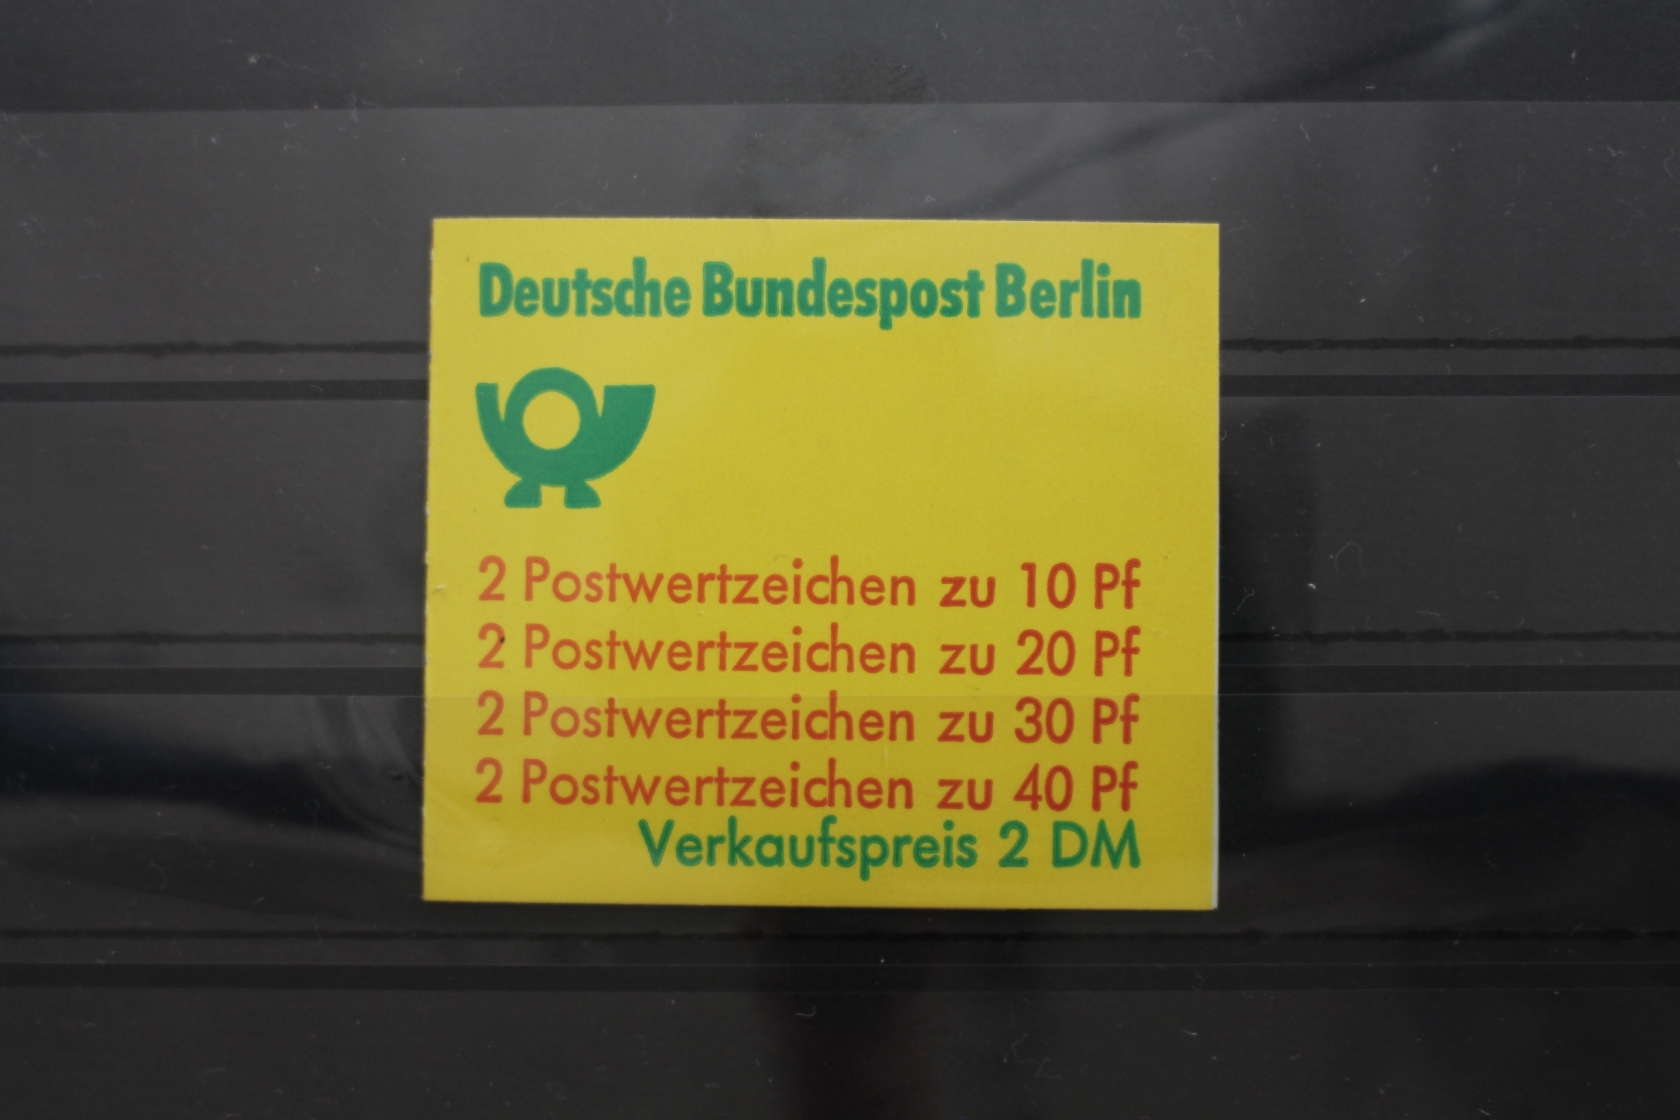 Deutsche Bundespost Berlin
2 Postwertzeichen zu 10 Pf
2 Postwertzeichen zu 20 Pf
2 Postwertzeichen zu 30 Pf
2 Postwertzeichen zu 40 Pf
Verkaufspreis 2 DM